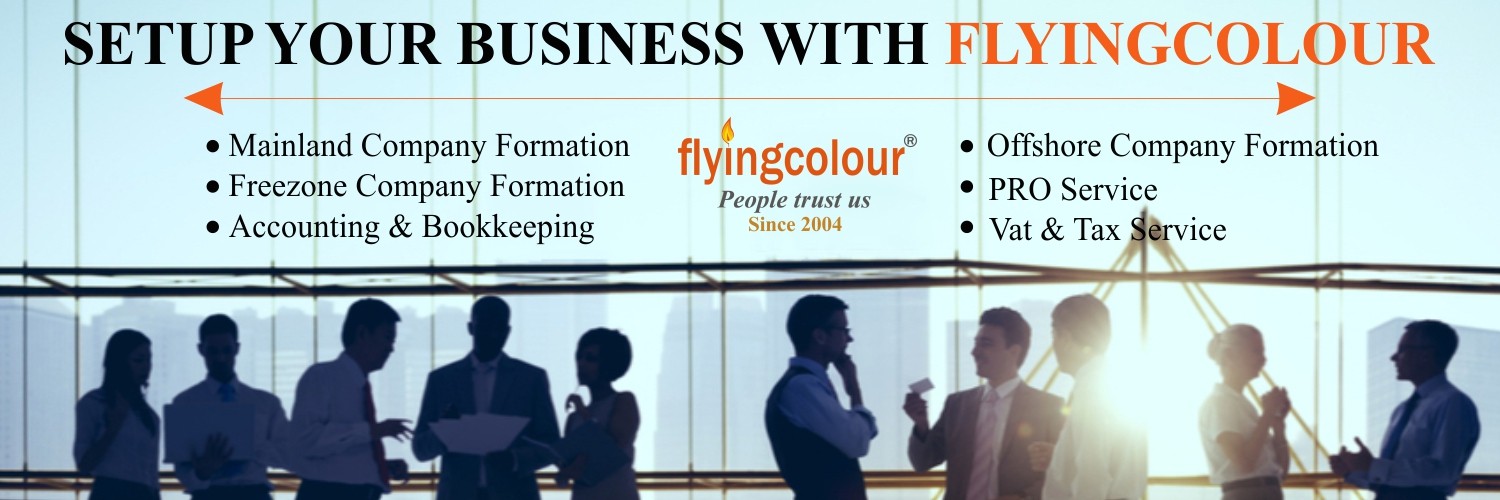 SETUP YOUR BUSINESS WITH FLYINGCOLOUR
• Mainland Company Formation
• Freezone Company Formation
• Accounting & Bookkeeping
flyingcolour®
People trust us
Since 2004
• Offshore Company Formation
• PRO Service
• Vat & Tax Service